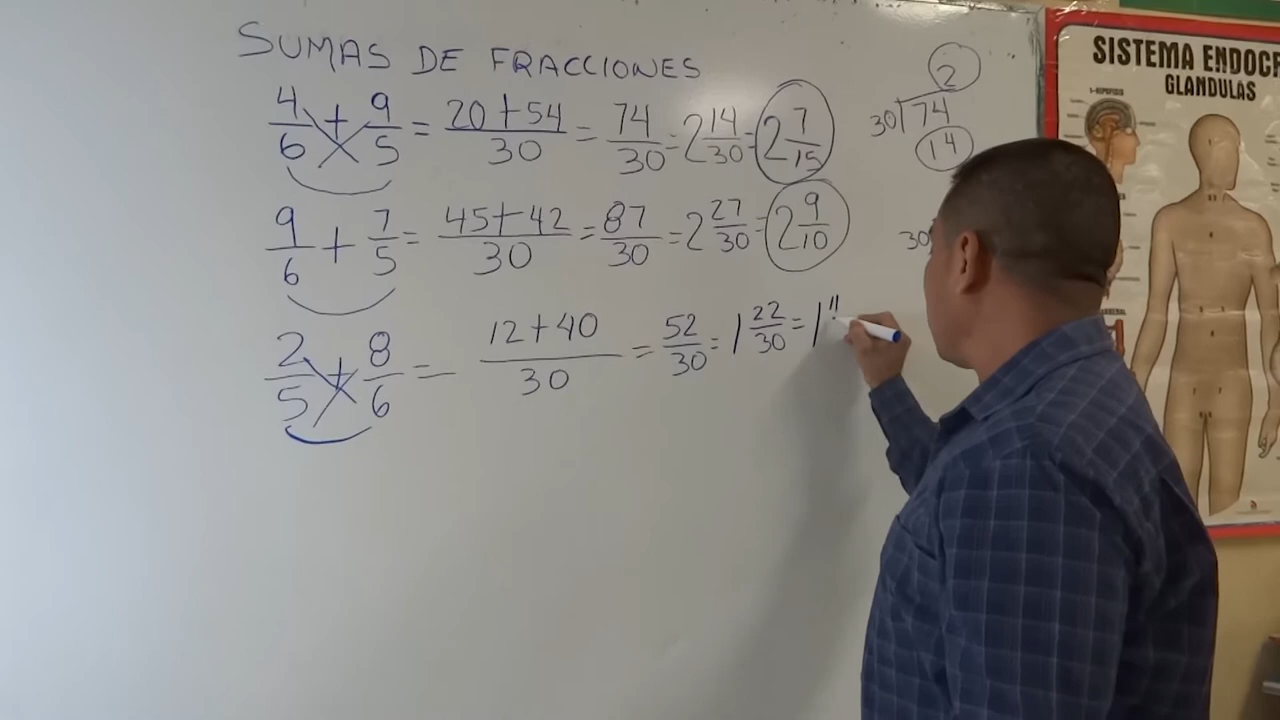 SUMAS DE FRACCIONES
4/6 + 9/5 = 20+54/30 = 74/30 = 2 14/30 = 2 7/15
9/6 + 7/5 = 45+42/30 = 87/30 = 2 27/30 = 2 9/10
2/5 + 8/6 = 12+40/30 = 52/30 = 1 22/30 = 1 11
2
30 74
14
30
SISTEMA ENDOC
GLANDULAS